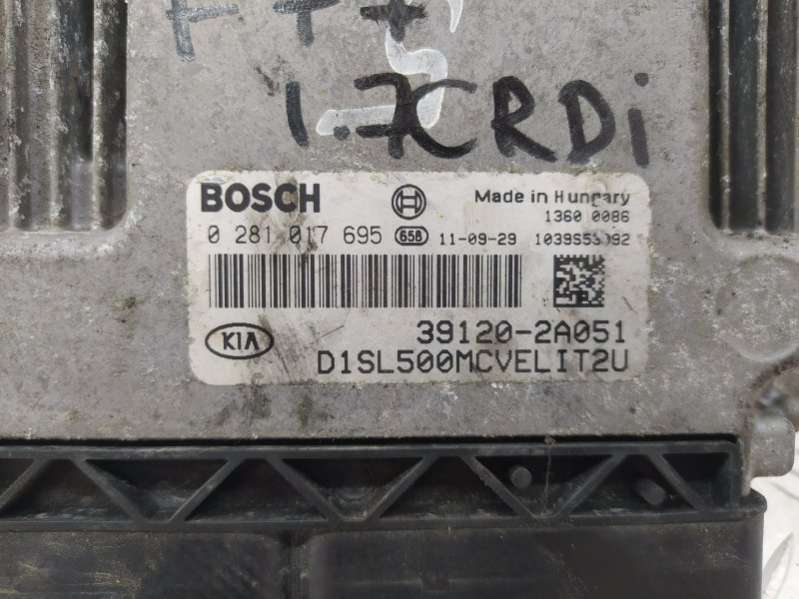 1.7CRDi
BOSCH
Made in Hungary
1360 0086
0 281 017 695 658 11-09-29
KIA
39120-2A051
D1SL500MCVELIT2U